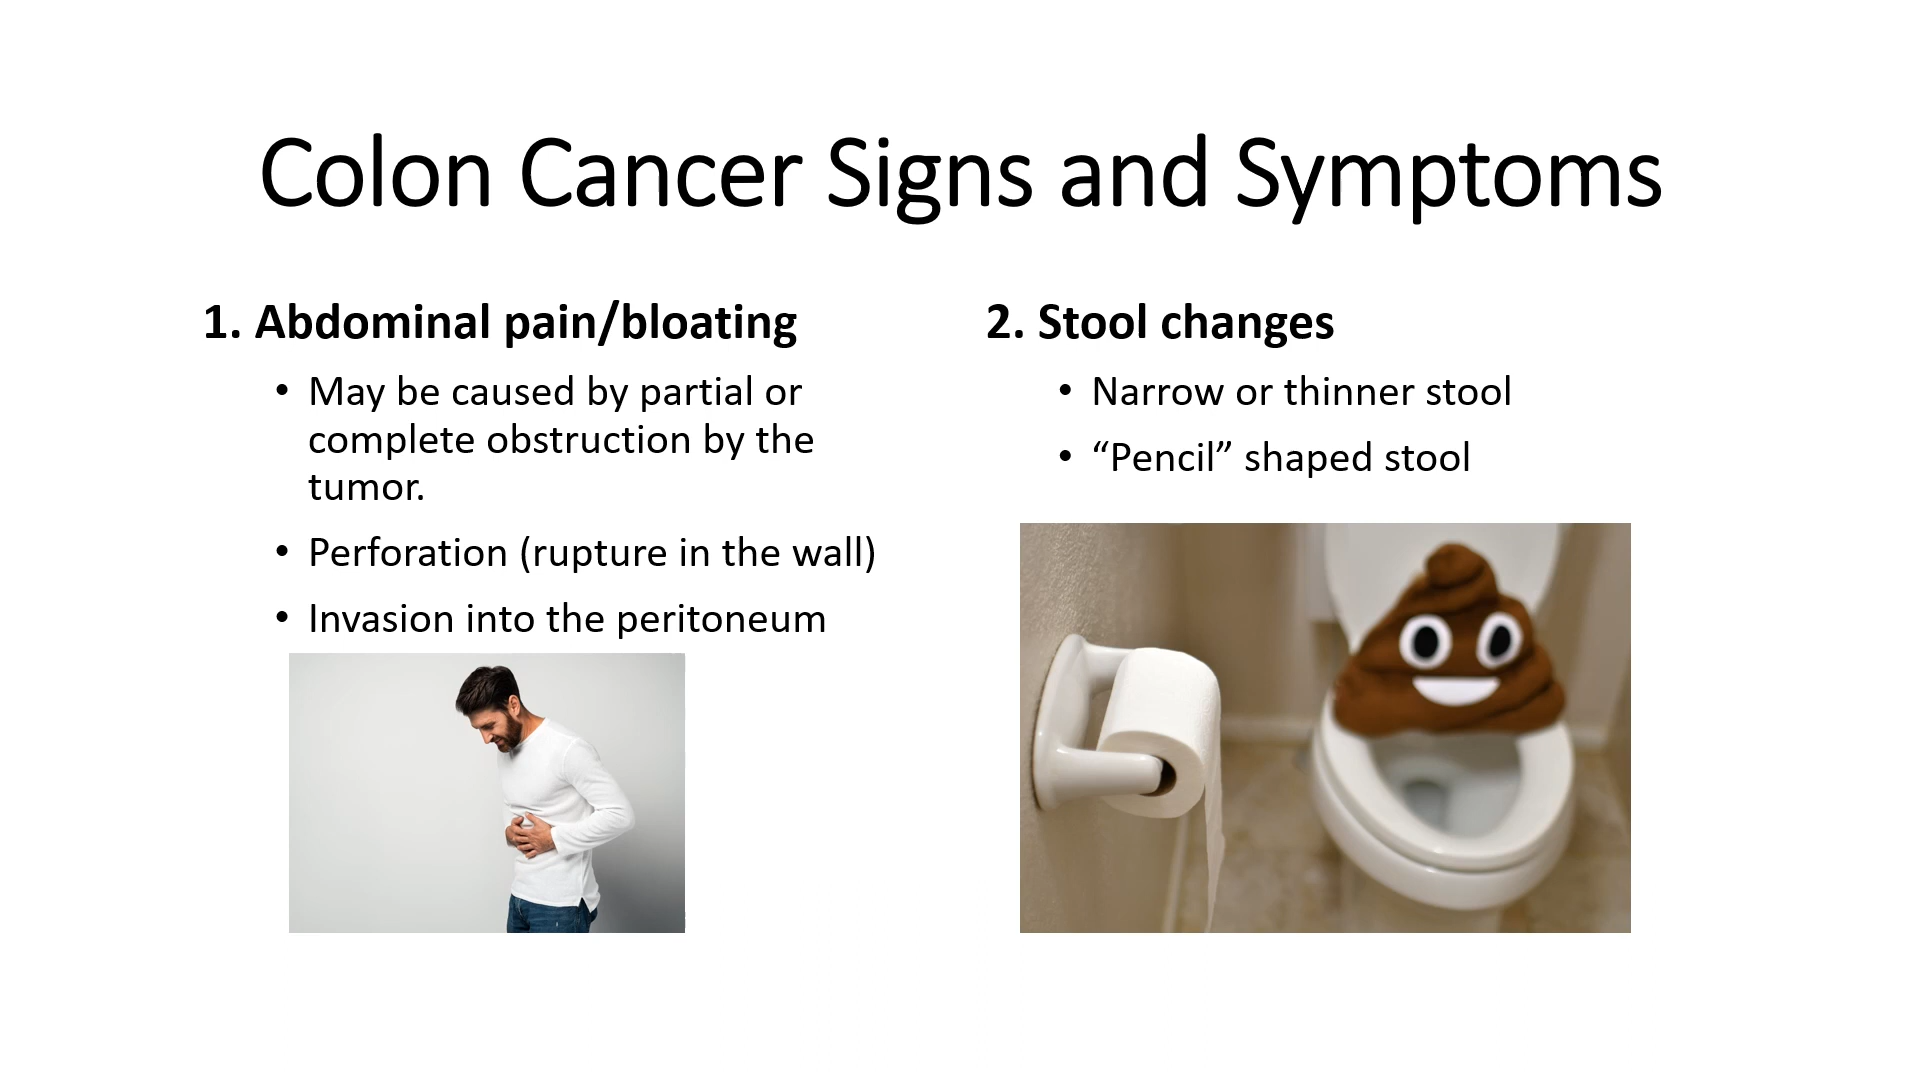 Colon Cancer Signs and Symptoms
1. Abdominal pain/bloating
• May be caused by partial or
complete obstruction by the
tumor.
• Perforation (rupture in the wall)
• Invasion into the peritoneum
2. Stool changes
• Narrow or thinner stool
• “Pencil” shaped stool